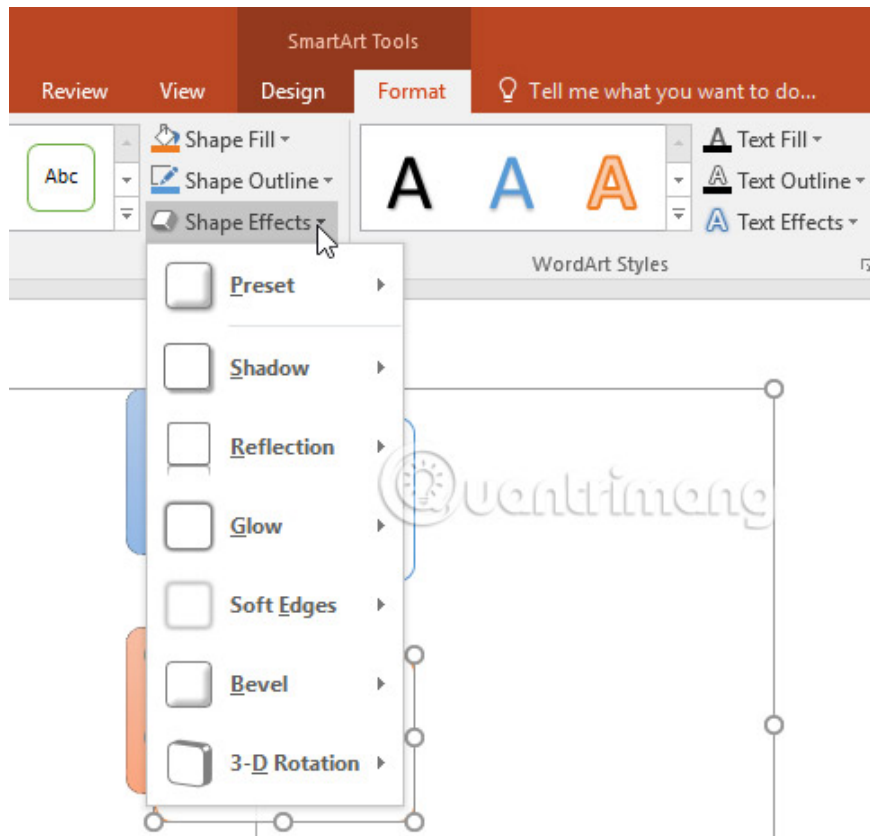 SmartArt Tools
Review View Design Format Tell me what you want to do...
Abc Shape Fill A A A A Text Fill
Shape Outline A Text Outline
Shape Effects A Text Effects
WordArt Styles
Preset
Shadow
Reflection
Quantrimang
Glow
Soft Edges
Bevel
3-D Rotation